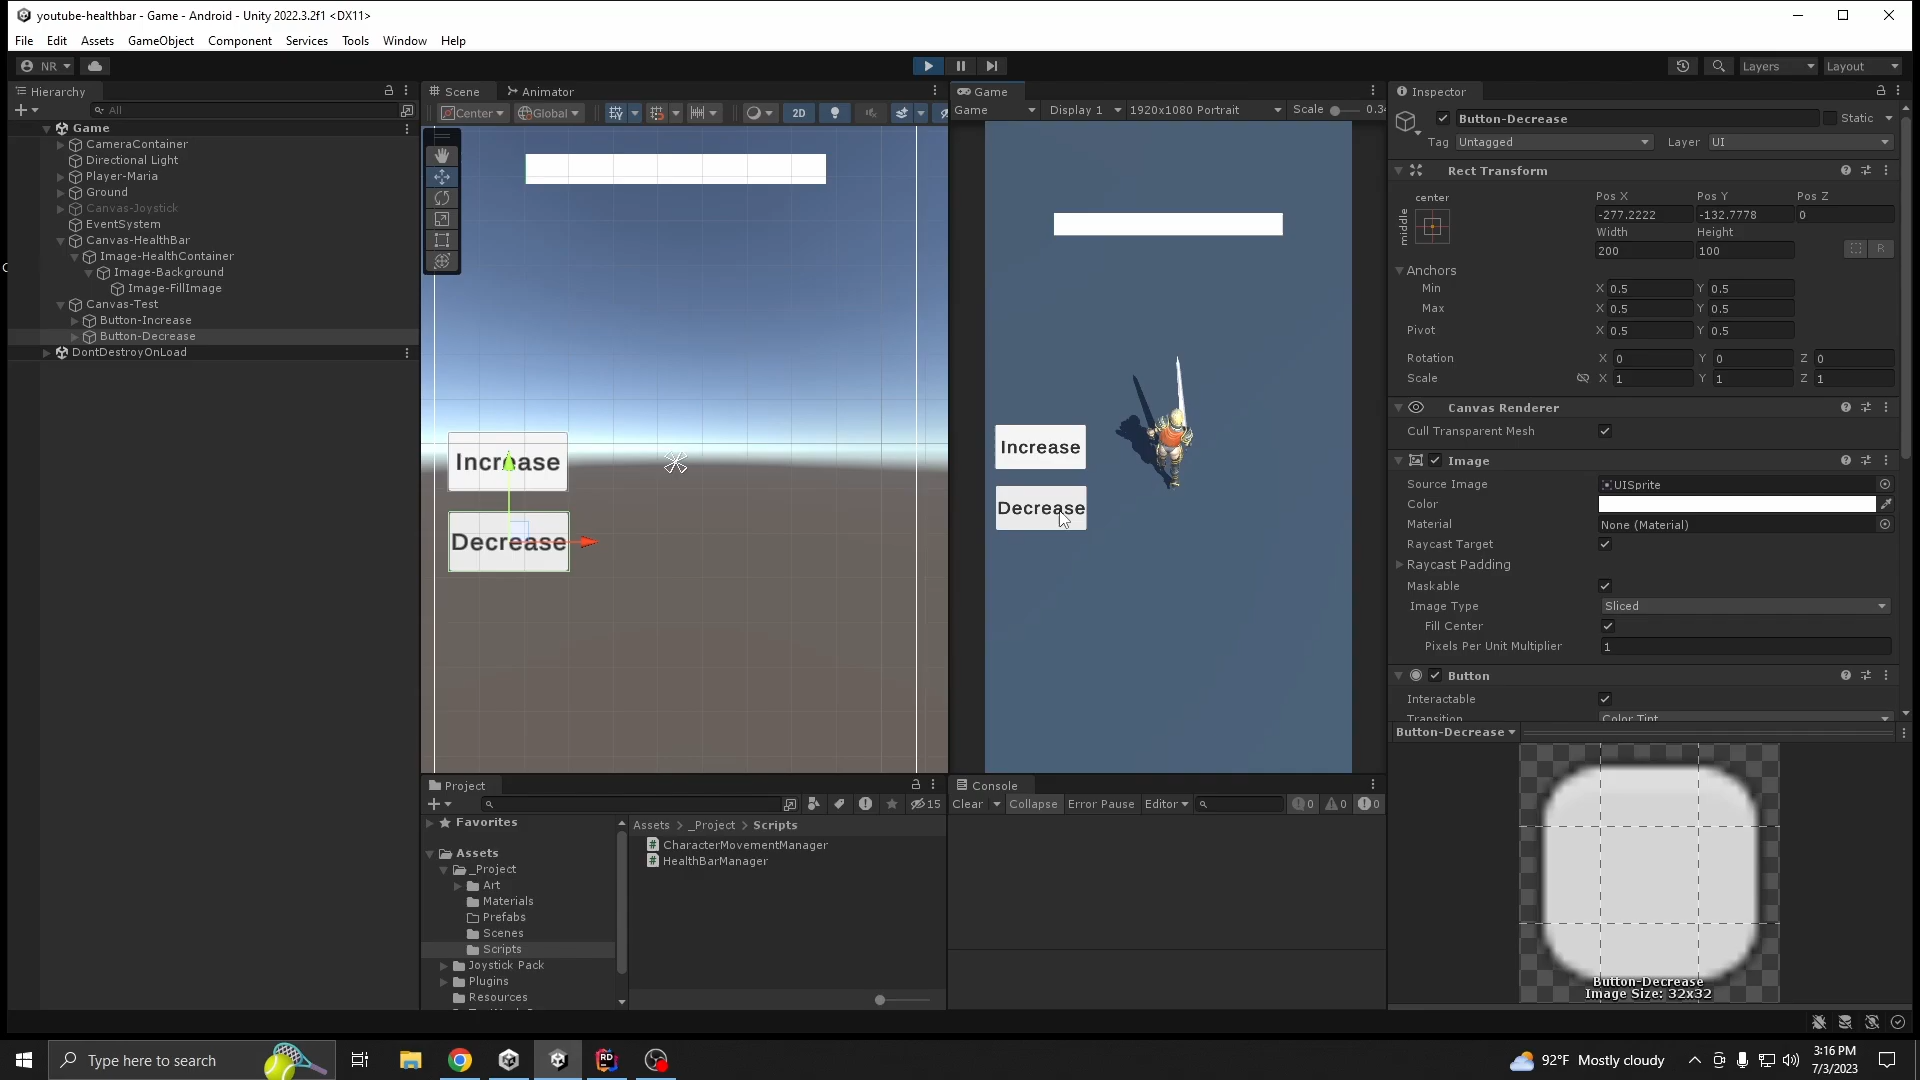 youtube-healthbar - Game - Android - Unity 2022.3.2f1 <DX11>
File Edit Assets GameObject Component Services Tools Window Help
NR
Layers
Layout
Hierarchy
All
Game
CameraContainer
Directional Light
Player-Maria
Ground
Canvas-Joystick
EventSystem
Canvas-HealthBar
Image-HealthContainer
Image-Background
Image-FillImage
Canvas-Test
Button-Increase
Button-Decrease
DontDestroyOnLoad
Scene
Animator
Center
Global
2D
Increase
Decrease
Game
Game
Display 1
1920x1080 Portrait
Scale
0.34
Increase
Decrease
Inspector
Button-Decrease
Static
Tag Untagged
Layer UI
Rect Transform
center
middle
Pos X Pos Y Pos Z
-277.2222 -132.7778 0
Width Height
200 100
R
Anchors
Min X 0.5 Y 0.5
Max X 0.5 Y 0.5
Pivot X 0.5 Y 0.5
Rotation X 0 Y 0 Z 0
Scale X 1 Y 1 Z 1
Canvas Renderer
Cull Transparent Mesh
Image
Source Image UISprite
Color
Material None (Material)
Raycast Target
Raycast Padding
Maskable
Image Type Sliced
Fill Center
Pixels Per Unit Multiplier 1
Button
Interactable
Transition Color Tint
Button-Decrease
Button-Decrease
Image Size: 32x32
Project
15
Favorites
Assets
_Project
Art
Materials
Prefabs
Scenes
Scripts
Joystick Pack
Plugins
Resources
Assets > _Project > Scripts
CharacterMovementManager
HealthBarManager
Console
Clear Collapse Error Pause Editor
0 0 0
Type here to search
92°F Mostly cloudy
3:16 PM
7/3/2023